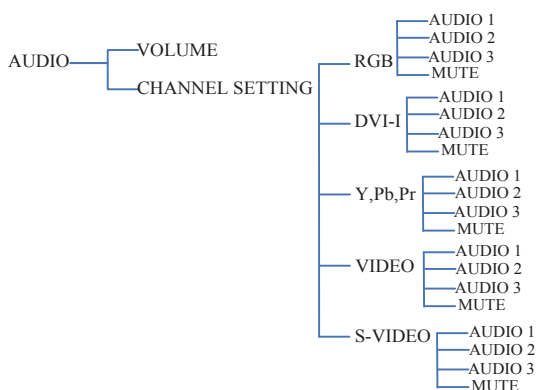 AUDIO
VOLUME
CHANNEL SETTING
RGB
AUDIO 1
AUDIO 2
AUDIO 3
MUTE
DVI-I
AUDIO 1
AUDIO 2
AUDIO 3
MUTE
Y,Pb,Pr
AUDIO 1
AUDIO 2
AUDIO 3
MUTE
VIDEO
AUDIO 1
AUDIO 2
AUDIO 3
MUTE
S-VIDEO
AUDIO 1
AUDIO 2
AUDIO 3
MUTE